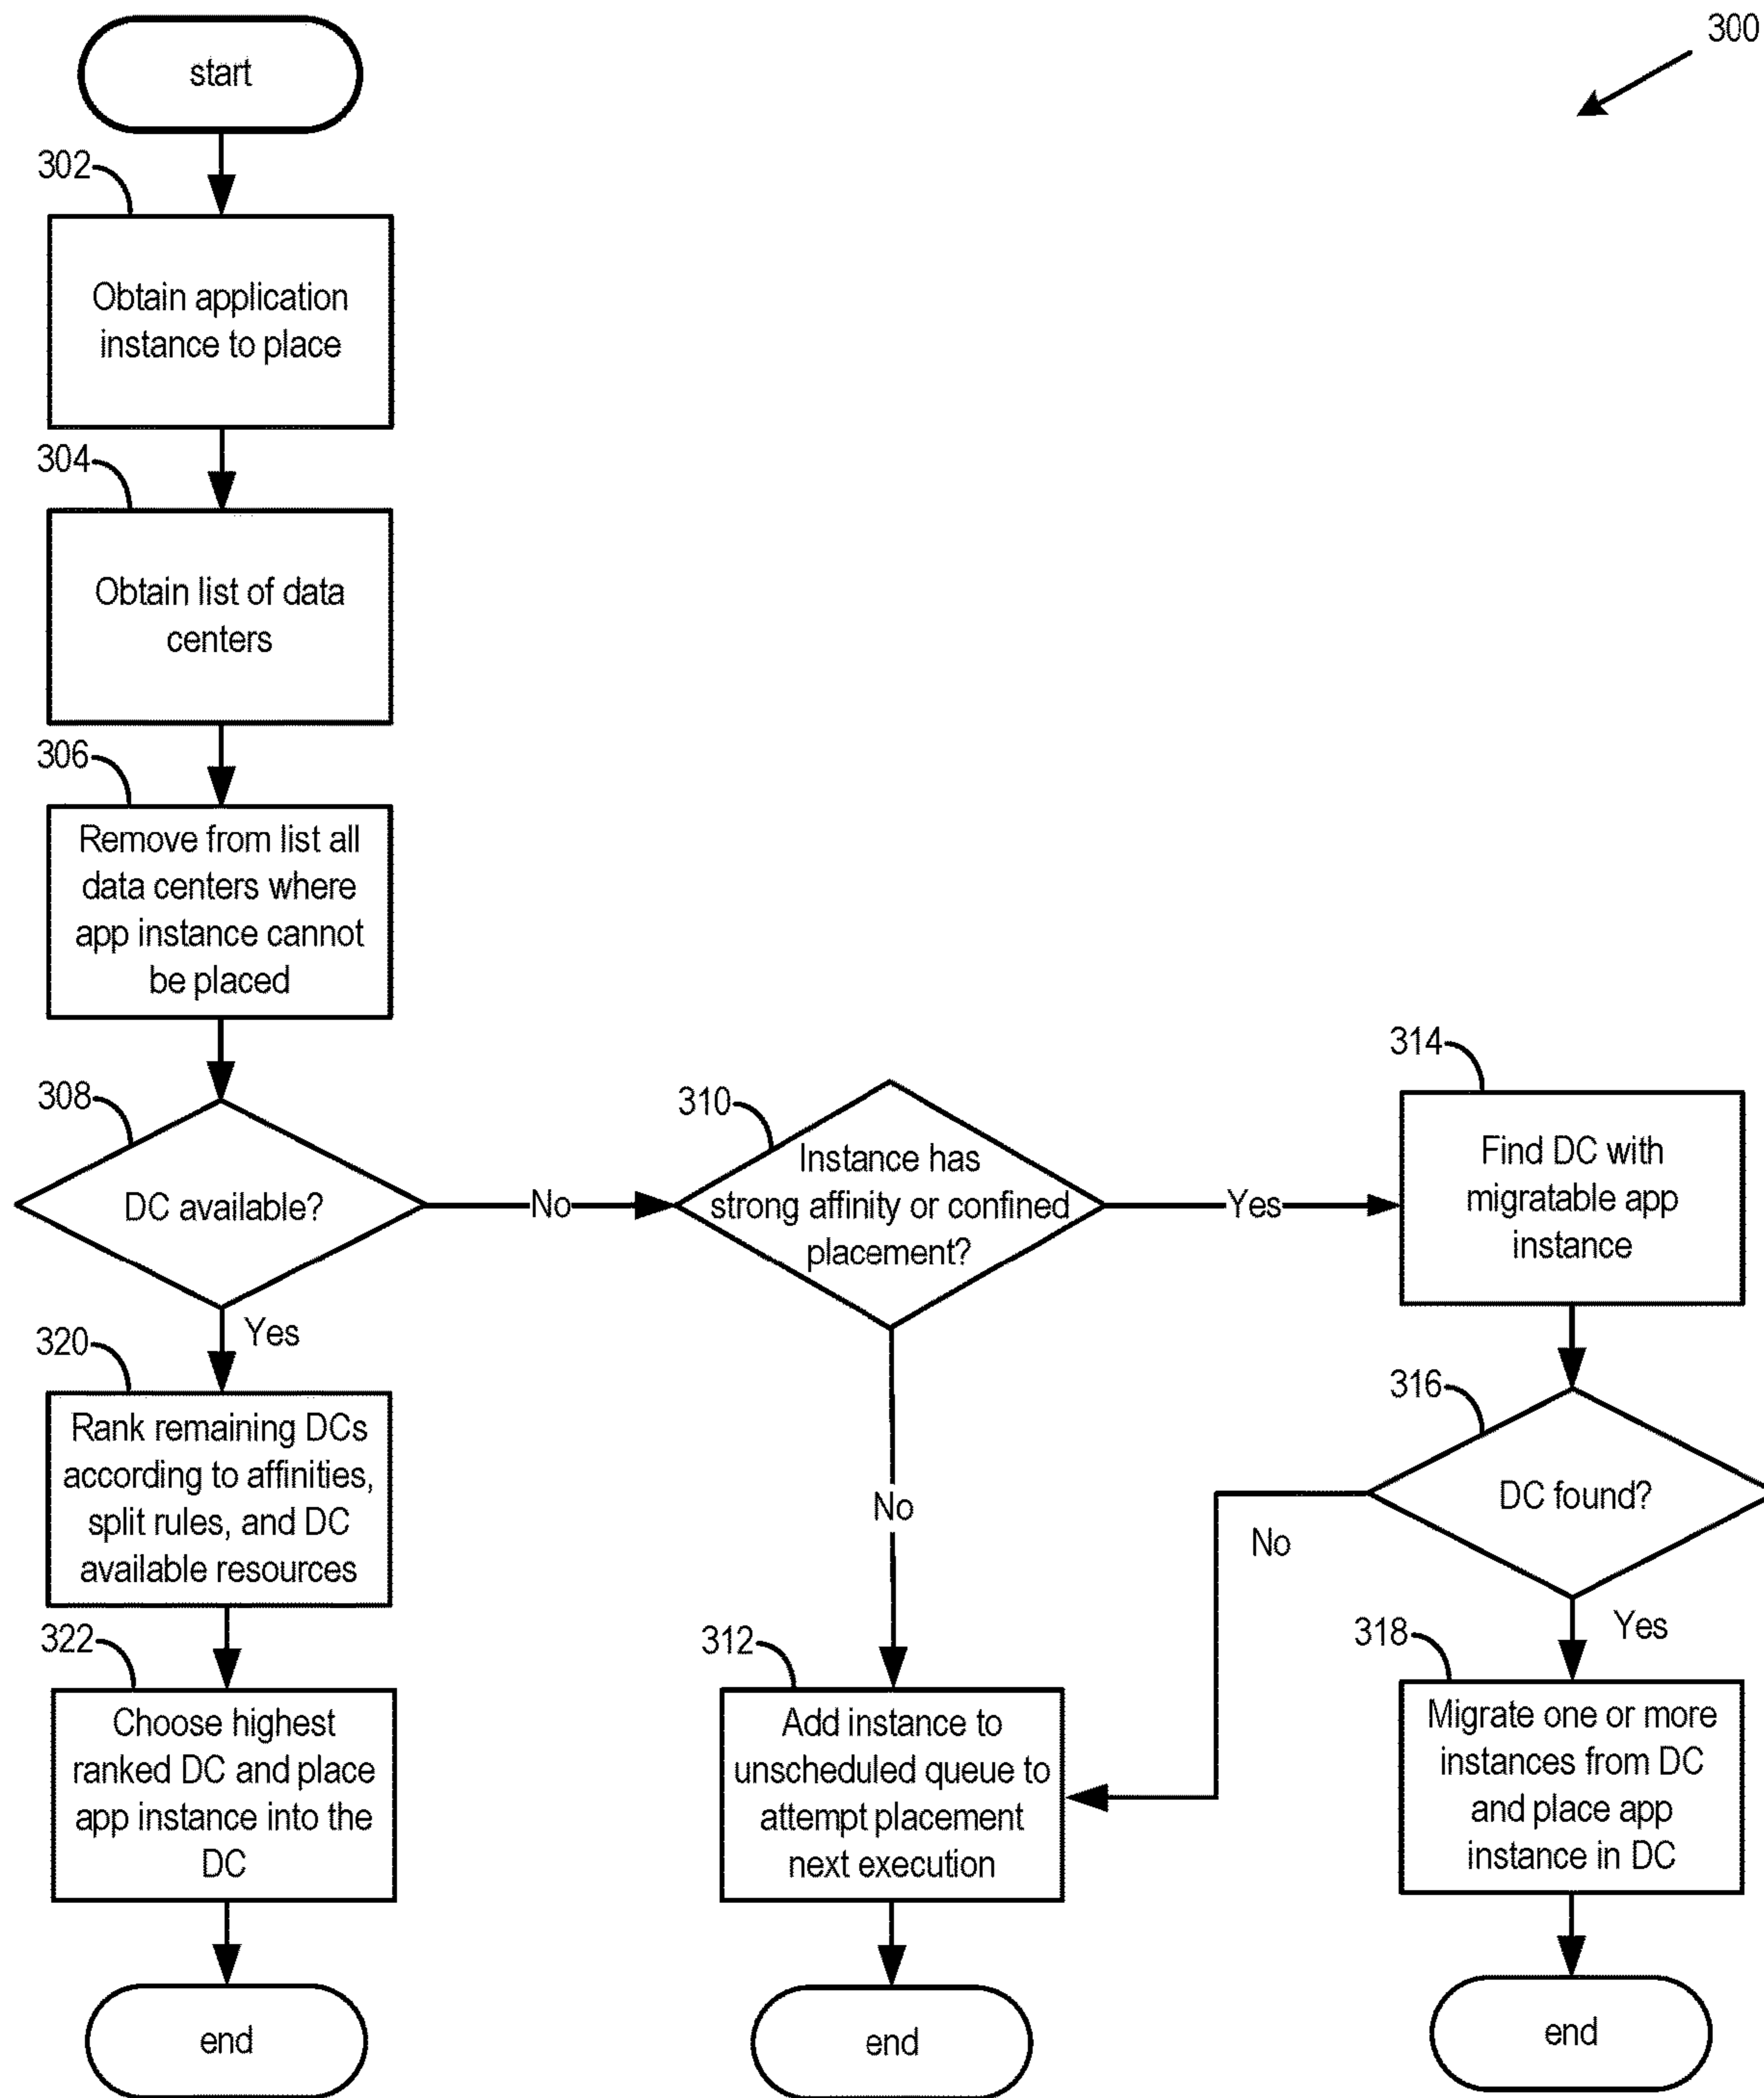 300
start
302
Obtain application
instance to place
304
Obtain list of data
centers
306
Remove from list all
data centers where
app instance cannot
be placed
308
DC available?
No
Yes
310
Instance has
strong affinity or confined
placement?
Yes
No
314
Find DC with
migratable app
instance
316
DC found?
No
Yes
320
Rank remaining DCs
according to affinities,
split rules, and DC
available resources
322
Choose highest
ranked DC and place
app instance into the
DC
312
Add instance to
unscheduled queue to
attempt placement
next execution
318
Migrate one or more
instances from DC
and place app
instance in DC
end
end
end